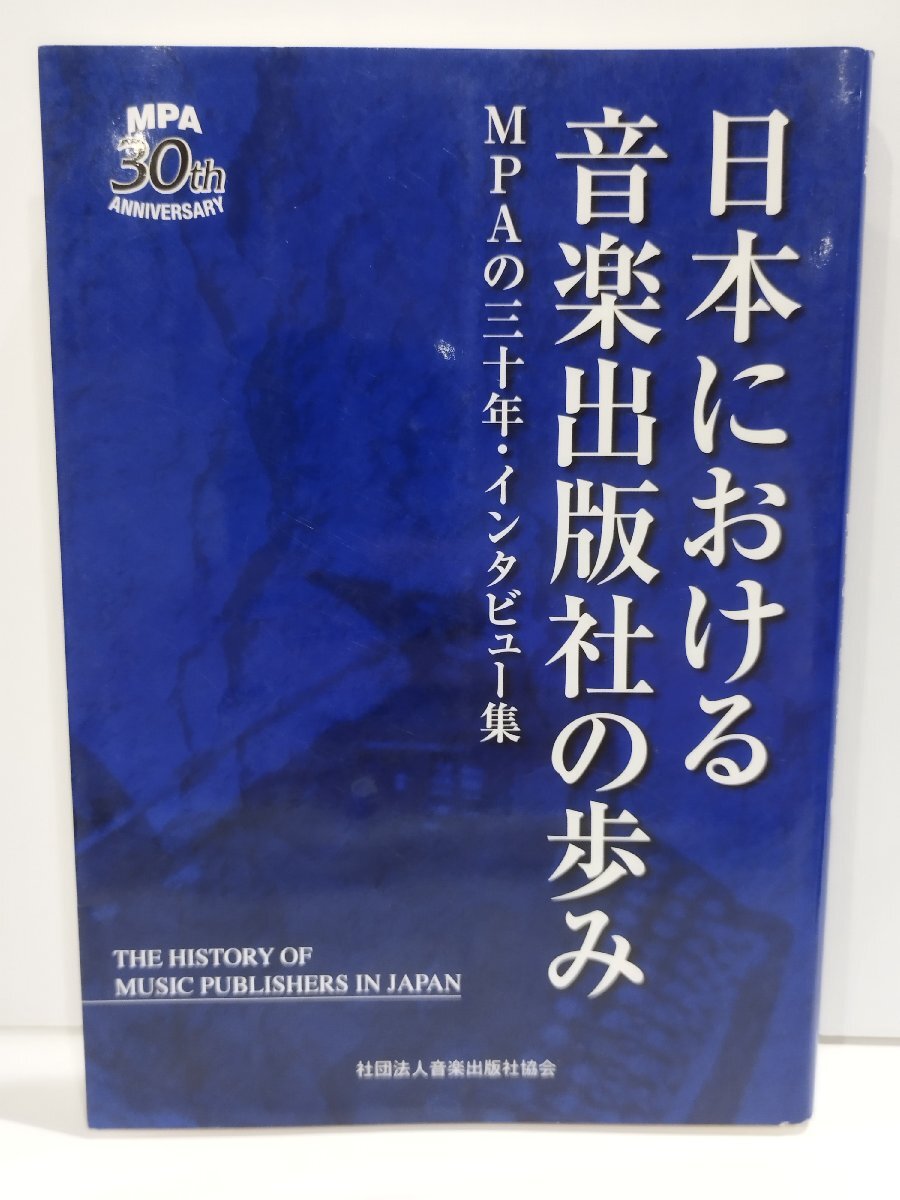 日本における
音楽出版社の歩み
MPAの三十年・インタビュー集
MPA
30th
ANNIVERSARY
THE HISTORY OF
MUSIC PUBLISHERS IN JAPAN
社団法人音楽出版社協会